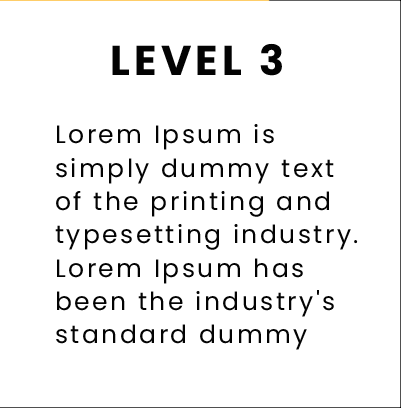 LEVEL 3
Lorem Ipsum is
simply dummy text
of the printing and
typesetting industry.
Lorem Ipsum has
been the industry's
standard dummy